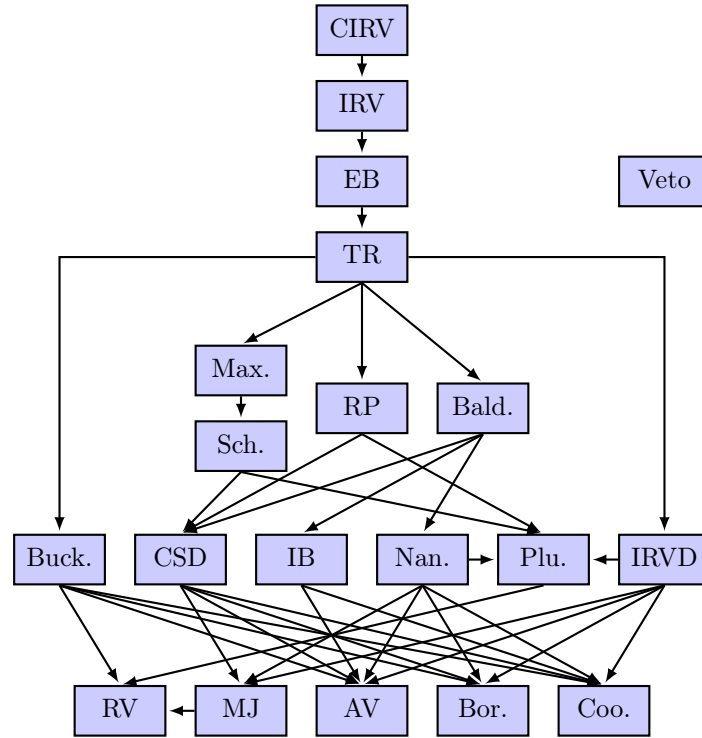 CIRV
IRV
EB
Veto
TR
Max.
RP
Bald.
Sch.
Buck.
CSD
IB
Nan.
Plu.
IRVD
RV
MJ
AV
Bor.
Coo.